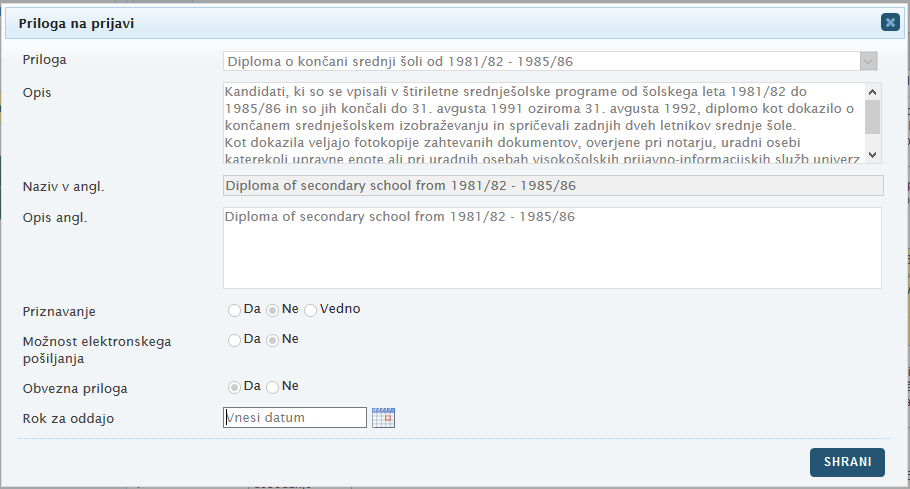 Priloga na prijavi
Priloga
Diploma o končani srednji šoli od 1981/82 - 1985/86
Opis
Kandidati, ki so se vpisali v štiriletne srednješolske programe od šolskega leta 1981/82 do
1985/86 in so jih končali do 31. avgusta 1991 oziroma 31. avgusta 1992, diplomo kot dokazilo o
končanem srednješolskem izobraževanju in spričevali zadnjih dveh letnikov srednje šole.
Kot dokazila veljajo fotokopije zahtevanih dokumentov, overjene pri notarju, uradni osebi
katerekoli upravne enote ali pri uradnih osebah visokošolskih prijavno-informacijskih služb univerz
Naziv v angl.
Diploma of secondary school from 1981/82 - 1985/86
Opis angl.
Diploma of secondary school from 1981/82 - 1985/86
Priznavanje
Da Ne Vedno
Možnost elektronskega
pošiljanja
Da Ne
Obvezna priloga
Da Ne
Rok za oddajo
Vnesi datum
SHRANI